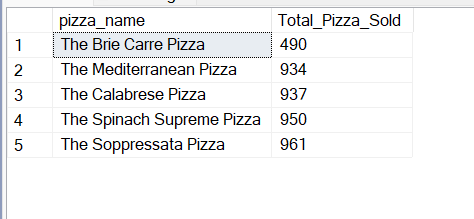 pizza_name Total_Pizza_Sold
1 The Brie Carre Pizza 490
2 The Mediterranean Pizza 934
3 The Calabrese Pizza 937
4 The Spinach Supreme Pizza 950
5 The Soppressata Pizza 961